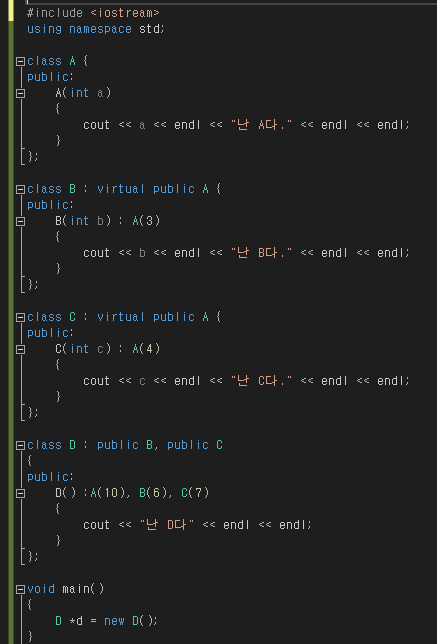 #include <iostream>
using namespace std;
class A {
public:
A(int a)
{
cout << a << endl << "난 A다." << endl << endl;
}
};
class B : virtual public A {
public:
B(int b) : A(3)
{
cout << b << endl << "난 B다." << endl << endl;
}
};
class C : virtual public A {
public:
C(int c) : A(4)
{
cout << c << endl << "난 C다." << endl << endl;
}
};
class D : public B, public C
{
public:
D() :A(10), B(6), C(7)
{
cout << "난 D다" << endl << endl;
}
};
void main()
{
D *d = new D();
}